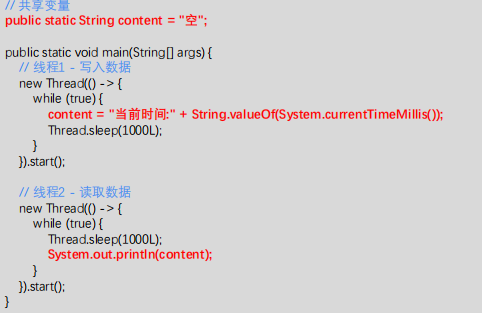 // 共享变量
public static String content = "空";
public static void main(String[] args) {
// 线程1 - 写入数据
new Thread(() -> {
while (true) {
content = "当前时间:" + String.valueOf(System.currentTimeMillis());
Thread.sleep(1000L);
}
}).start();
// 线程2 - 读取数据
new Thread(() -> {
while (true) {
Thread.sleep(1000L);
System.out.println(content);
}
}).start();
}